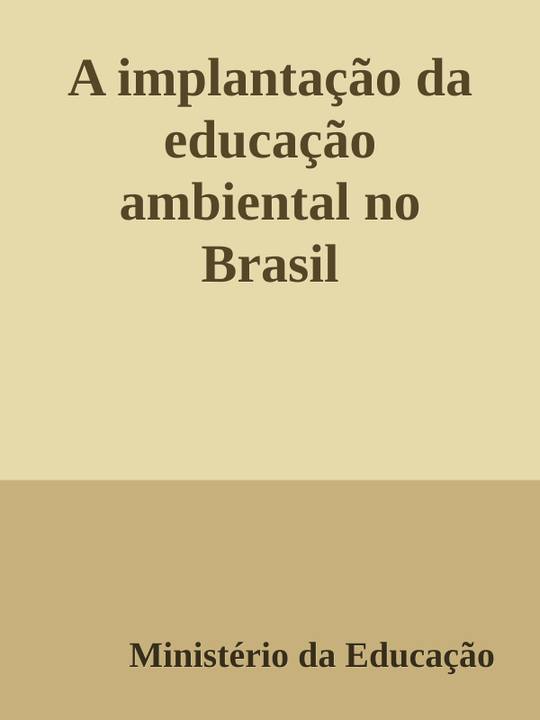 A implantação da
educação
ambiental no
Brasil
Ministério da Educação